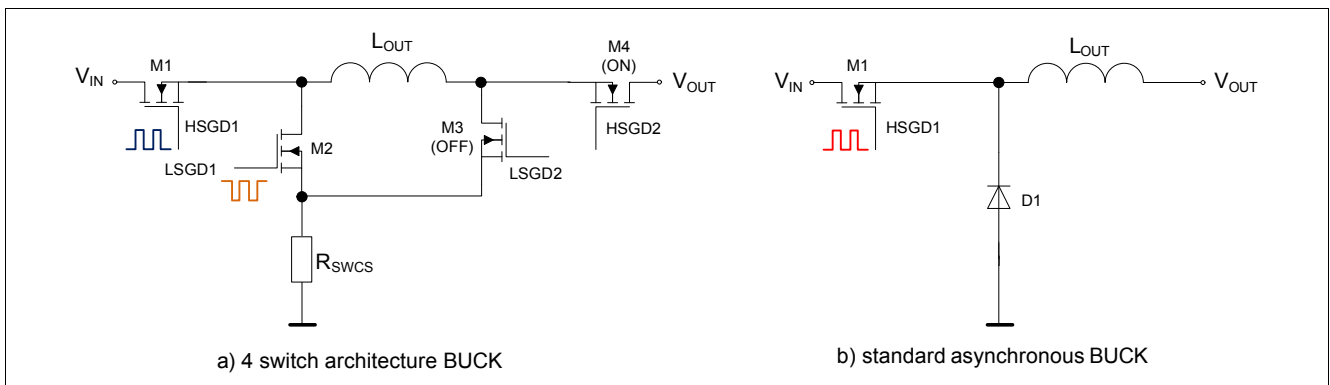 LOUT
M4
(ON)
VIN
M1
VOUT
HSGD1
HSGD2
M2
M3
(OFF)
LSGD1
LSGD2
RSWCS
a) 4 switch architecture BUCK
LOUT
VIN
M1
VOUT
HSGD1
D1
b) standard asynchronous BUCK